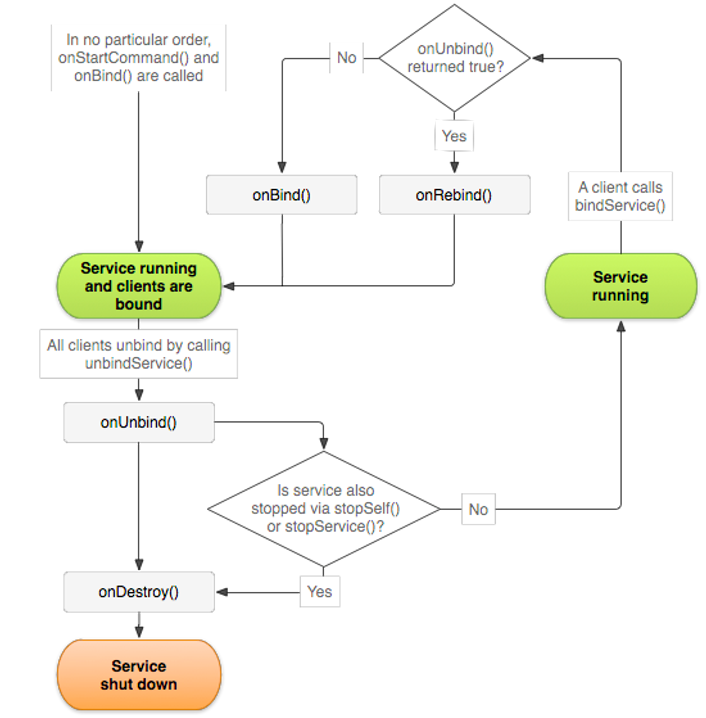 In no particular order,
onStartCommand() and
onBind() are called
onUnbind()
returned true?
No
Yes
onBind()
onRebind()
A client calls
bindService()
Service running
and clients are
bound
Service
running
All clients unbind by calling
unbindService()
onUnbind()
Is service also
stopped via stopSelf()
or stopService()?
No
onDestroy()
Yes
Service
shut down